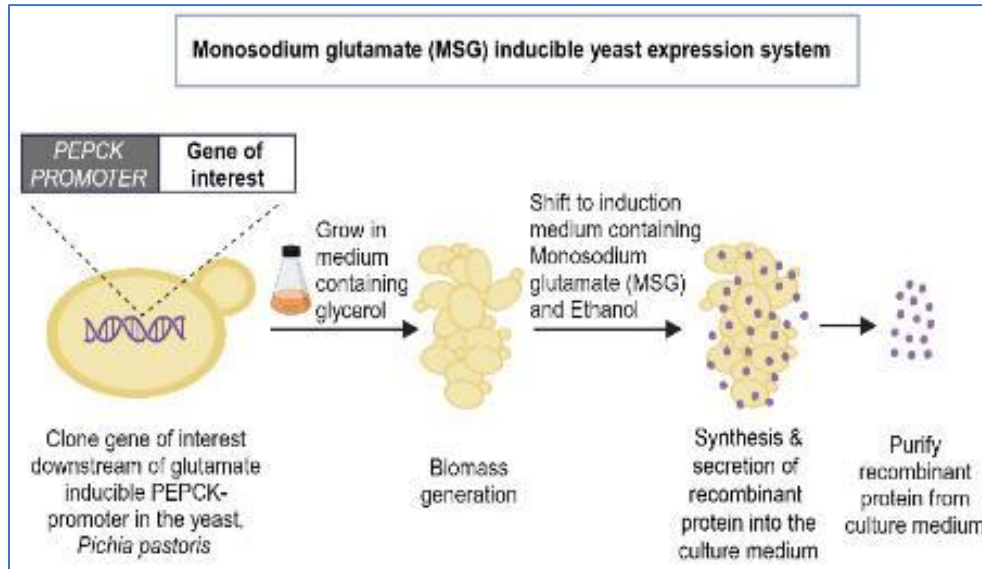 Monosodium glutamate (MSG) inducible yeast expression system
PEPCK
PROMOTER
Gene of
interest
Grow in
medium
containing
glycerol
Shift to induction
medium containing
Monosodium
glutamate (MSG)
and Ethanol
Clone gene of interest
downstream of glutamate
inducible PEPCK-
promoter in the yeast,
Pichia pastoris
Biomass
generation
Synthesis &
secretion of
recombinant
protein into the
culture medium
Purify
recombinant
protein from
culture medium